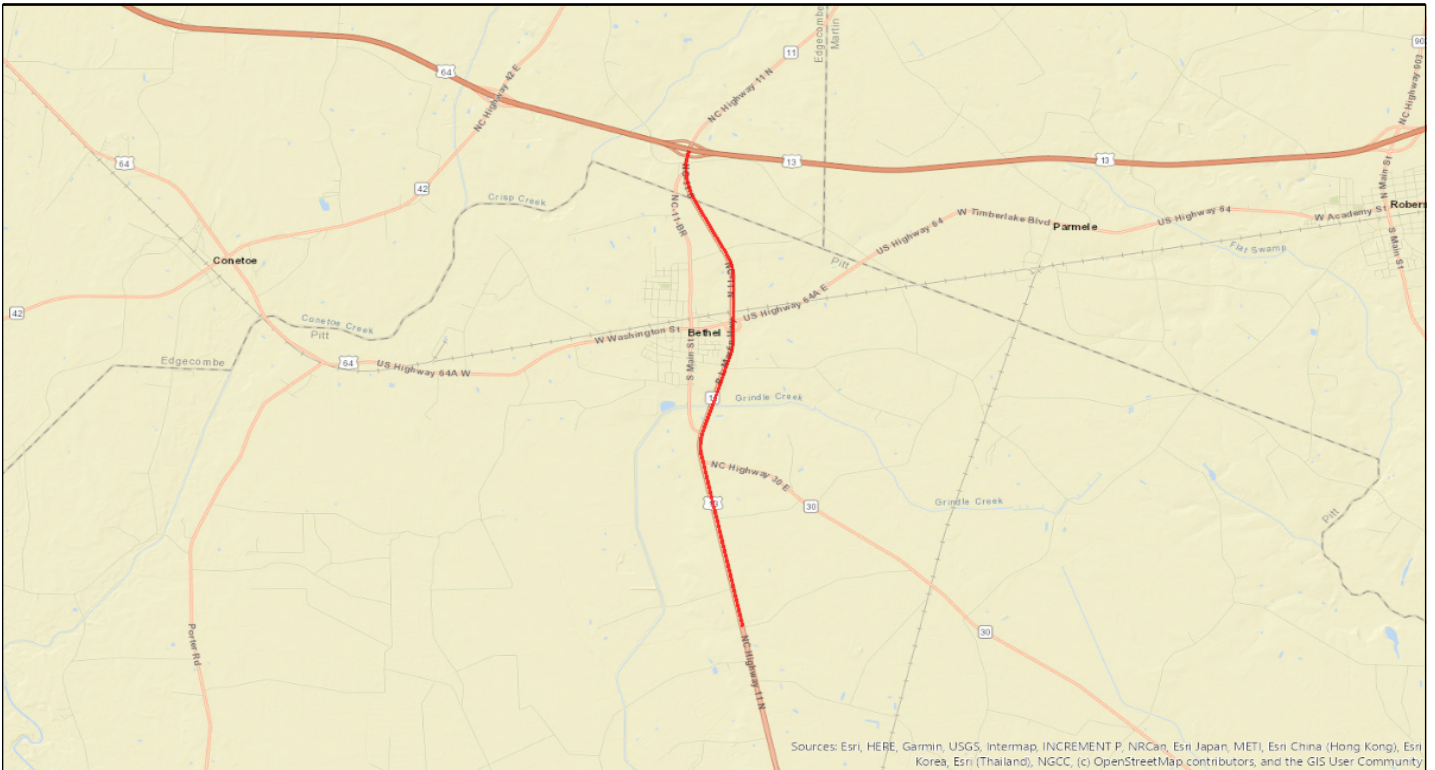 Edgecombe
Martin
11
90
64
NC Highway 42 E
NC Highway 11 N
NC Highway 903
64
13
13
N Main St
42
Crisp Creek
NC-11-BR
W Timberlake Blvd
US Highway 64
W Academy St
Robers
Parmele
US Highway 64
Flat Swamp
S Main St
Conetoe
Pitt
NC-11 N
42
US Highway 64A E
Conetoe Creek
Pitt
W Washington St
Bethel
Edgecombe
64
US Highway 64A W
S Main St
Grindle Creek
NC Highway 30 E
13
30
Grindle Creek
Pitt
Porter Rd
30
NC Highway 11 N
Sources: Esri, HERE, Garmin, USGS, Intermap, INCREMENT P, NRCan, Esri Japan, METI, Esri China (Hong Kong), Esri
Korea, Esri (Thailand), NGCC, (c) OpenStreetMap contributors, and the GIS User Community